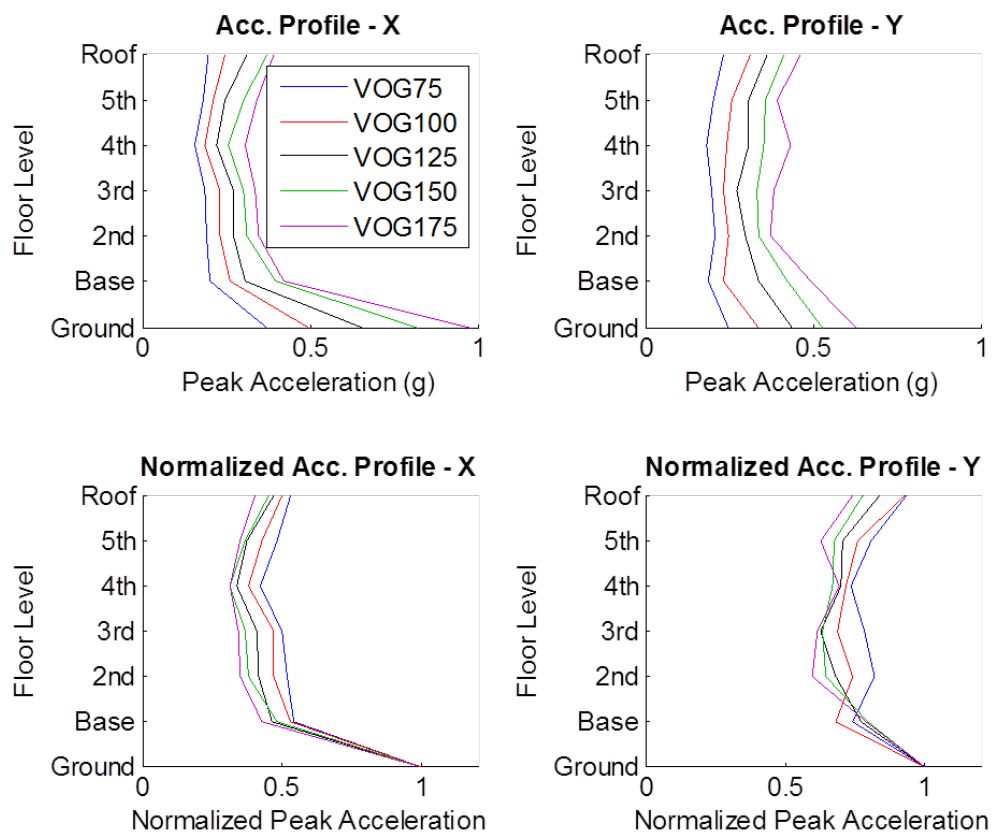 Acc. Profile - X
Roof
5th
4th
3rd
2nd
Base
Ground
Floor Level
0 0.5 1
Peak Acceleration (g)
VOG75
VOG100
VOG125
VOG150
VOG175
Acc. Profile - Y
Roof
5th
4th
3rd
2nd
Base
Ground
Floor Level
0 0.5 1
Peak Acceleration (g)
Normalized Acc. Profile - X
Roof
5th
4th
3rd
2nd
Base
Ground
Floor Level
0 0.5 1
Normalized Peak Acceleration
Normalized Acc. Profile - Y
Roof
5th
4th
3rd
2nd
Base
Ground
Floor Level
0 0.5 1
Normalized Peak Acceleration